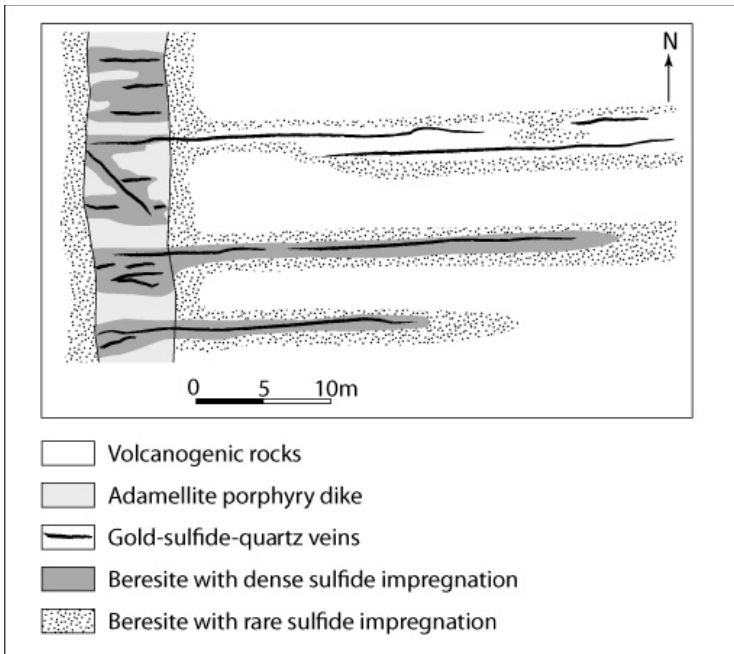 N
0 5 10m
Volcanogenic rocks
Adamellite porphyry dike
Gold-sulfide-quartz veins
Beresite with dense sulfide impregnation
Beresite with rare sulfide impregnation